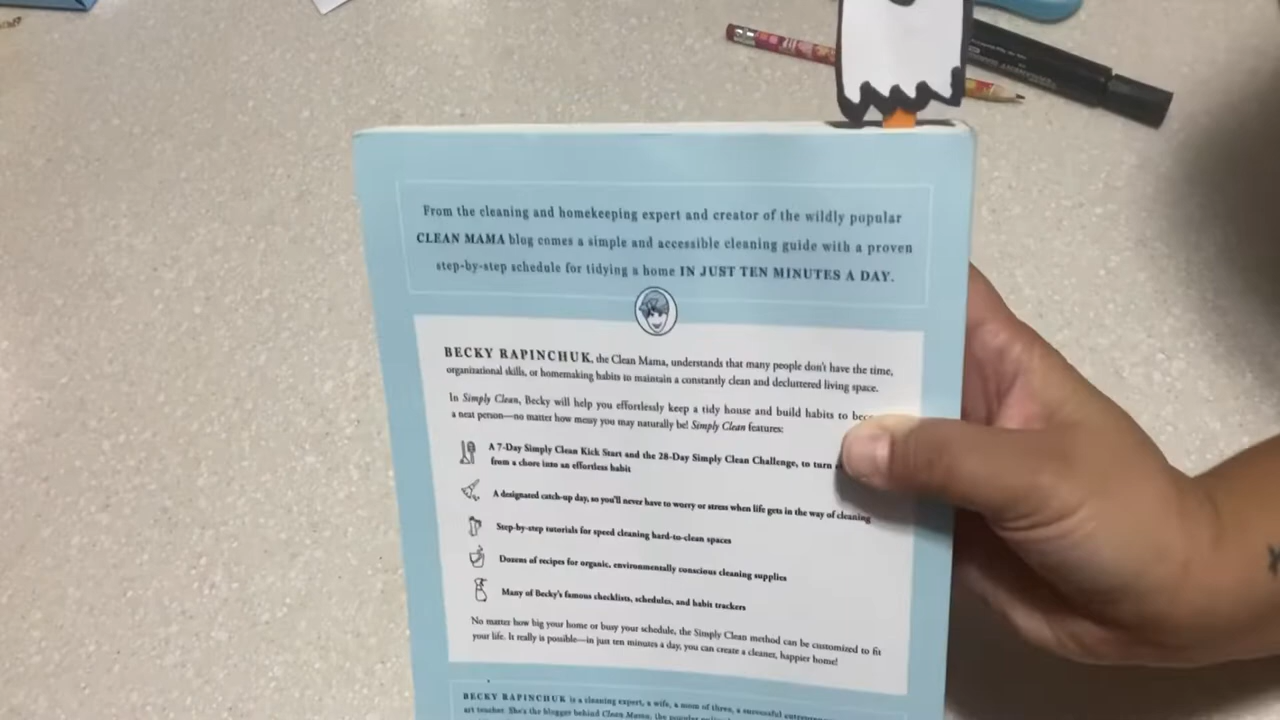 From the cleaning and homekeeping expert and creator of the wildly popular
CLEAN MAMA blog comes a simple and accessible cleaning guide with a proven
step-by-step schedule for tidying a home IN JUST TEN MINUTES A DAY.
BECKY RAPINCHUK, the Clean Mama, understands that many people don't have the time,
organizational skills, or homemaking habits to maintain a constantly clean and decluttered living space.
In Simply Clean, Becky will help you effortlessly keep a tidy house and build habits to
a neat person—no matter how messy you may naturally be! Simply Clean features:
A 7-Day Simply Clean Kick Start and the 28-Day Simply Clean Challenge, to turn
from a chore into an effortless habit
A designated catch-up day, so you'll never have to worry or stress when life gets in the way of cleaning
Step-by-step tutorials for speed cleaning hard-to-clean spaces
Dozens of recipes for organic, environmentally conscious cleaning supplies
Many of Becky's famous checklists, schedules, and habit trackers
No matter how big your home or busy your schedule, the Simply Clean method can be customized to fit
your life. It really is possible—in just ten minutes a day, you can create a cleaner, happier home!
BECKY RAPINCHUK is a cleaning expert, a wife, a mom of three, a successful
art teacher. She's the blogger behind Clean Mama, the popular